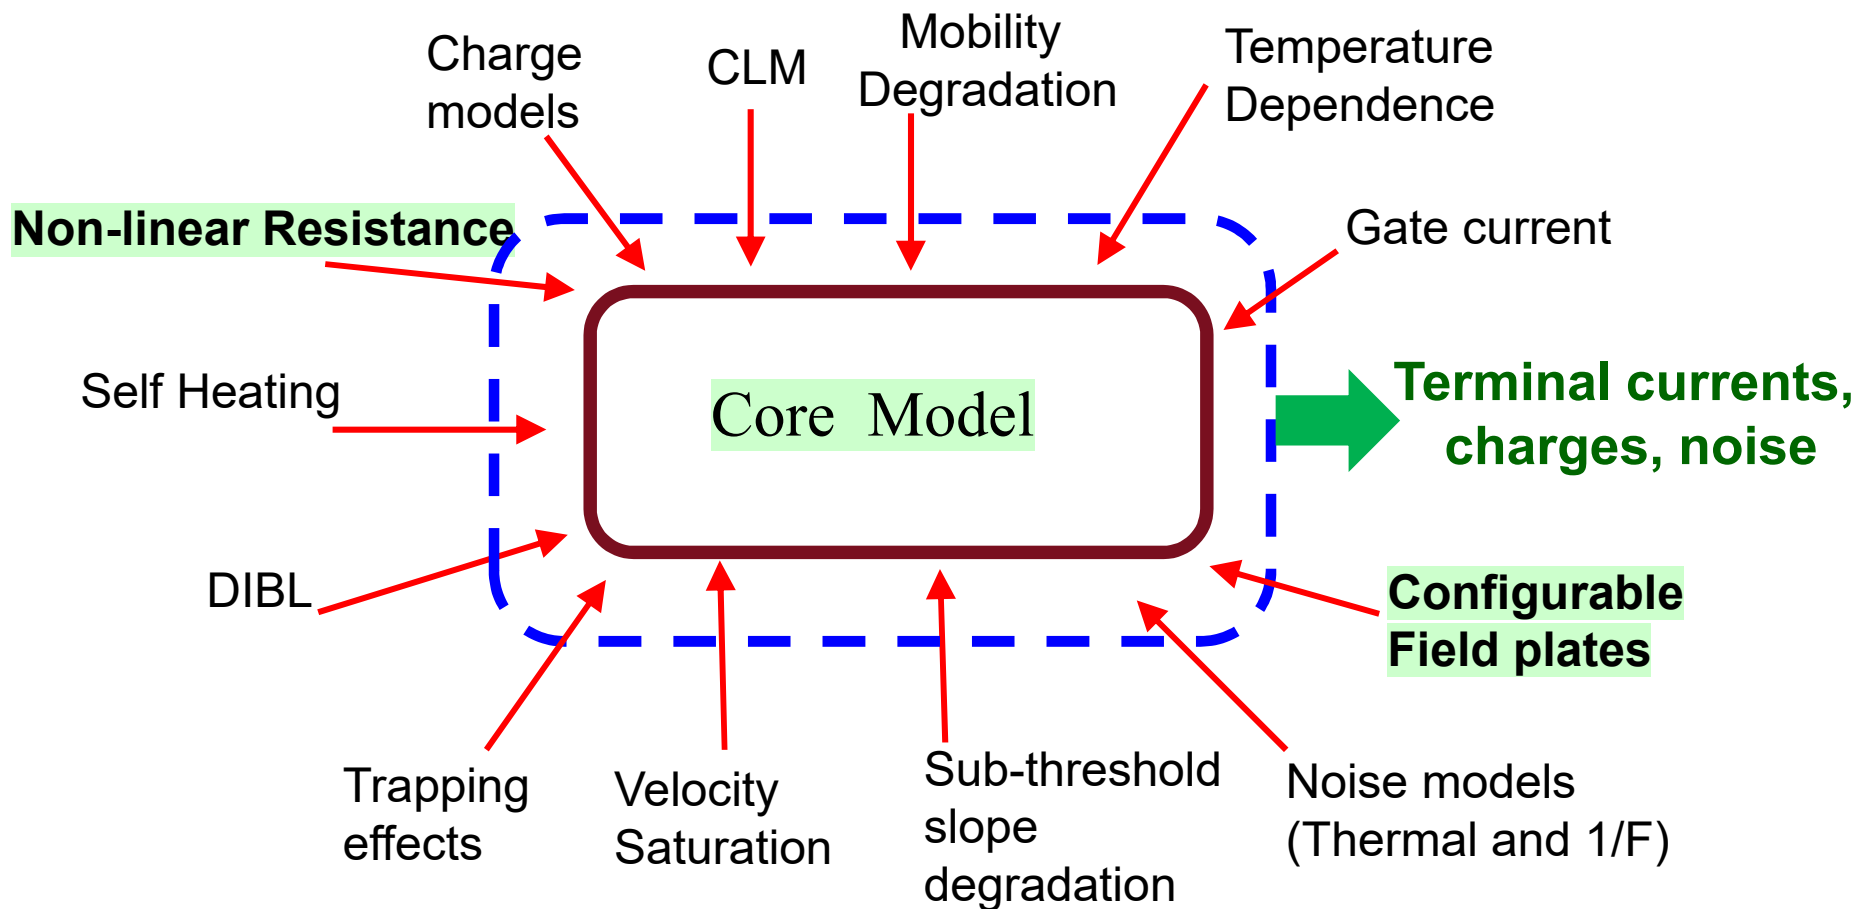 Charge
models
CLM
Mobility
Degradation
Temperature
Dependence
Non-linear Resistance
Gate current
Self Heating
Core Model
Terminal currents,
charges, noise
DIBL
Configurable
Field plates
Trapping
effects
Velocity
Saturation
Sub-threshold
slope
degradation
Noise models
(Thermal and 1/F)